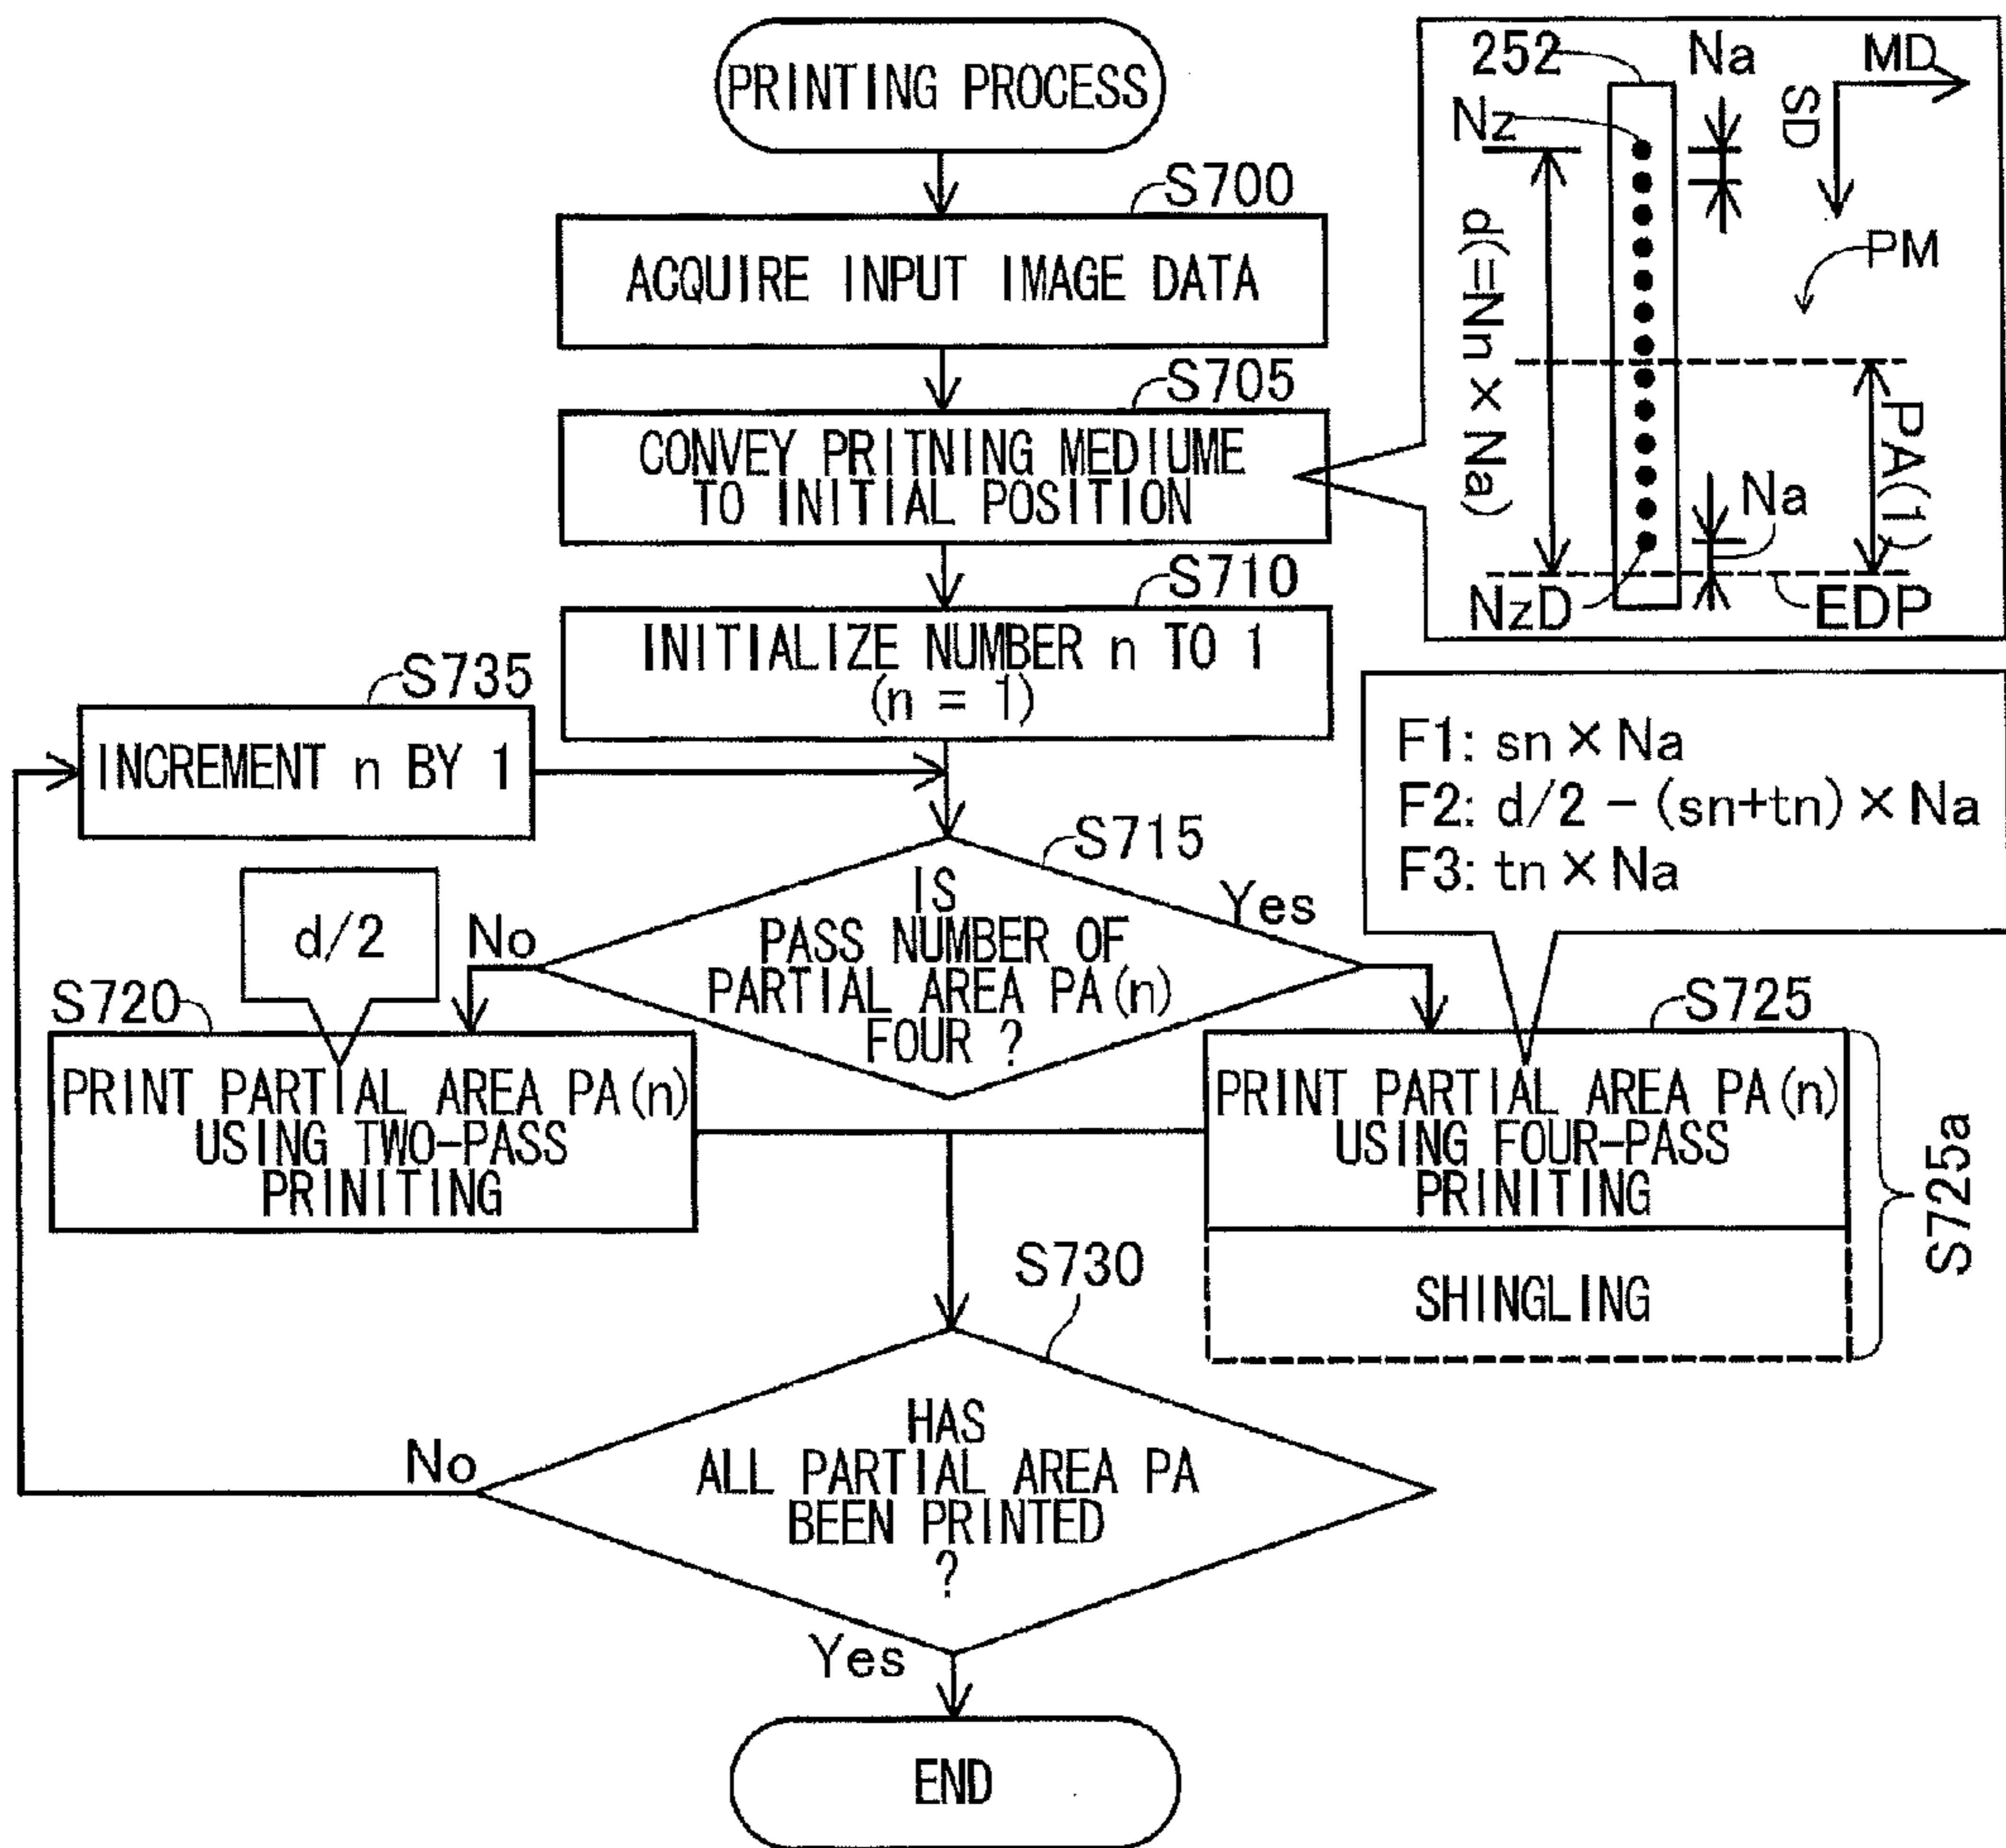 PRINTING PROCESS
S700
ACQUIRE INPUT IMAGE DATA
S705
CONVEY PRITNING MEDIUME
TO INITIAL POSITION
252
Na
MD
SD
Nz
d(=Nn×Na)
PM
PA(1)
Na
NzD
EDP
S710
INITIALIZE NUMBER n TO 1
(n = 1)
S735
INCREMENT n BY 1
S715
IS
PASS NUMBER OF
PARTIAL AREA PA(n)
FOUR ?
No
Yes
d/2
F1: sn×Na
F2: d/2 - (sn+tn)×Na
F3: tn×Na
S720
PRINT PARTIAL AREA PA(n)
USING TWO-PASS
PRINITING
S725
PRINT PARTIAL AREA PA(n)
USING FOUR-PASS
PRINITING
SHINGLING
S725a
S730
HAS
ALL PARTIAL AREA PA
BEEN PRINTED
?
No
Yes
END